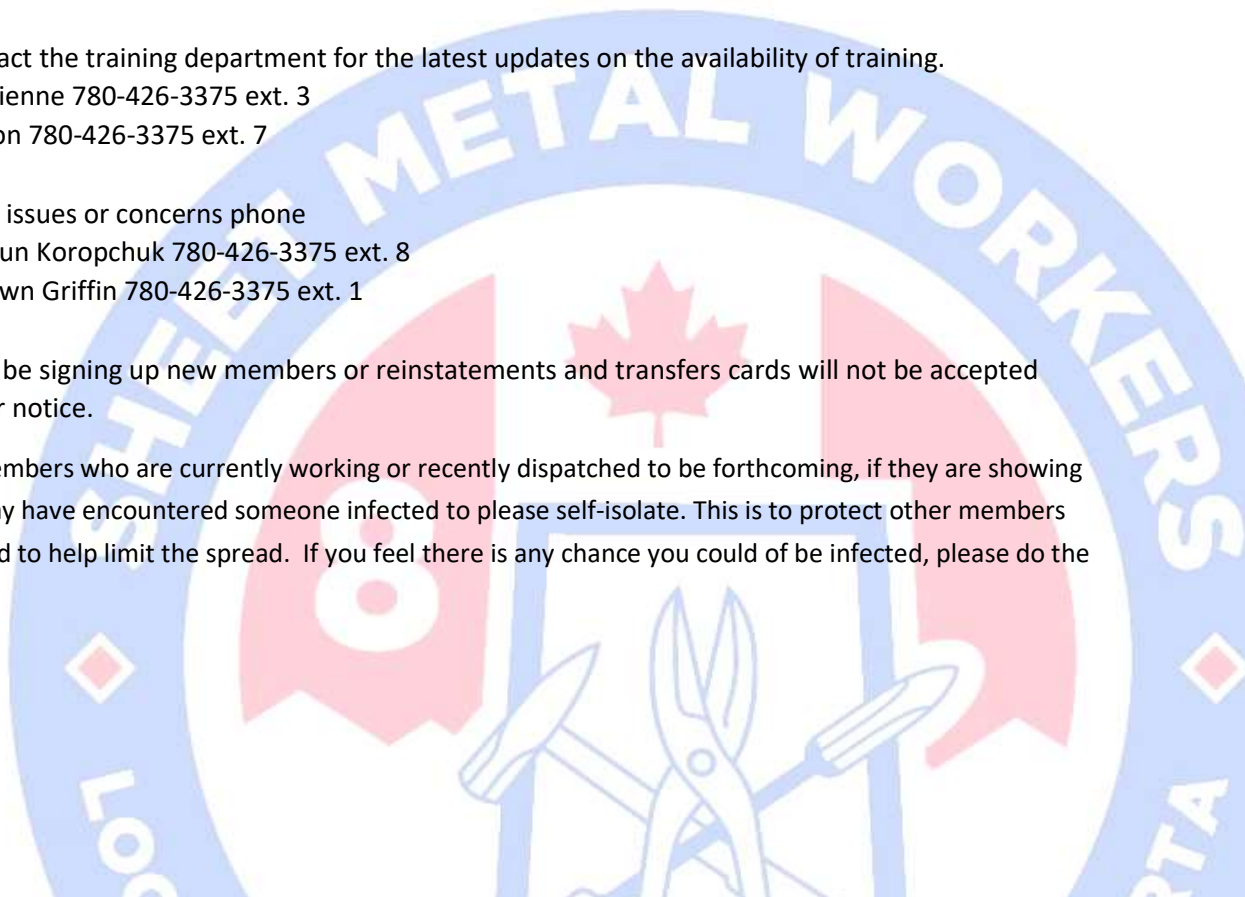 act the training department for the latest updates on the availability of training.
ienne 780-426-3375 ext. 3
on 780-426-3375 ext. 7
issues or concerns phone
un Koropchuk 780-426-3375 ext. 8
wn Griffin 780-426-3375 ext. 1
be signing up new members or reinstatements and transfers cards will not be accepted
r notice.
embers who are currently working or recently dispatched to be forthcoming, if they are showing
y have encountered someone infected to please self-isolate. This is to protect other members
d to help limit the spread. If you feel there is any chance you could of be infected, please do the
SHEET METAL WORKERS
8
LOC
RTA